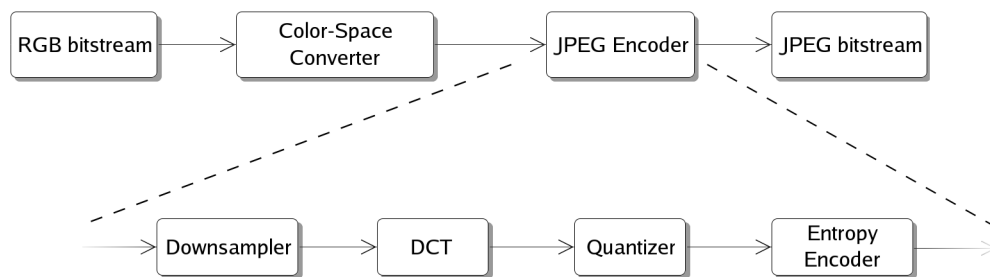 RGB bitstream
Color-Space
Converter
JPEG Encoder
JPEG bitstream
Downsampler
DCT
Quantizer
Entropy
Encoder